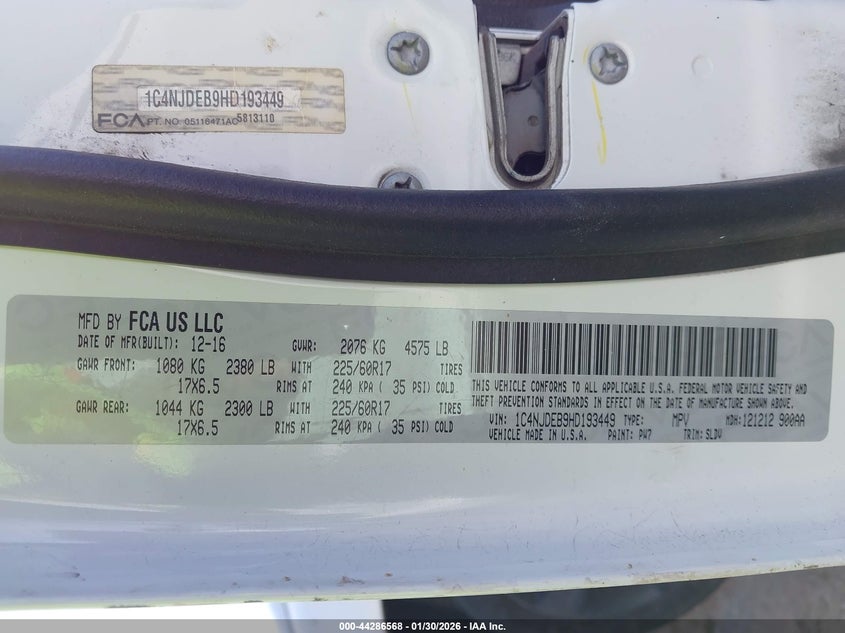 1C4NJDEB9HD193449
FCA PT. NO. 05116471AC 5813110
MFD BY FCA US LLC
DATE OF MFR(BUILT): 12-16 GVWR: 2076 KG 4575 LB
GAWR FRONT: 1080 KG 2380 LB WITH 225/60R17 TIRES
17X6.5 RIMS AT 240 KPA ( 35 PSI) COLD
GAWR REAR: 1044 KG 2300 LB WITH 225/60R17 TIRES
17X6.5 RIMS AT 240 KPA ( 35 PSI) COLD
THIS VEHICLE CONFORMS TO ALL APPLICABLE U.S.A. FEDERAL MOTOR VEHICLE SAFETY AND
THEFT PREVENTION STANDARDS IN EFFECT ON THE DATE OF MANUFACTURE SHOWN ABOVE.
VIN: 1C4NJDEB9HD193449 TYPE: MPV MDH: 121212 900AA
VEHICLE MADE IN U.S.A. PAINT: PW7 TRIM: SLDV
000-44286568 - 01/30/2026 - IAA Inc.